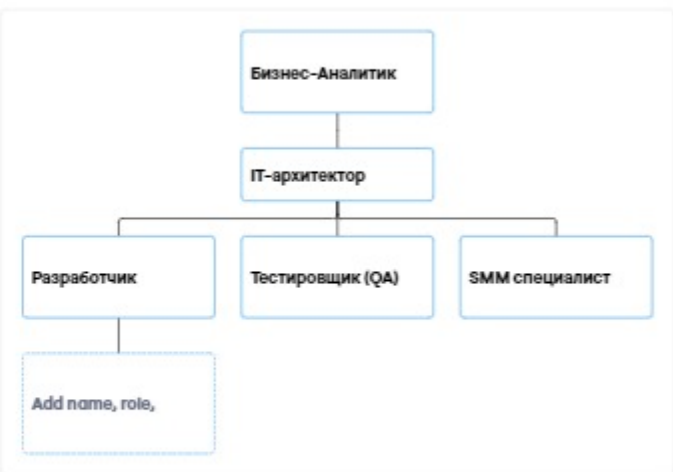 Бизнес-Аналитик
IT-архитектор
Разработчик
Тестировщик (QA)
SMM специалист
Add name, role,